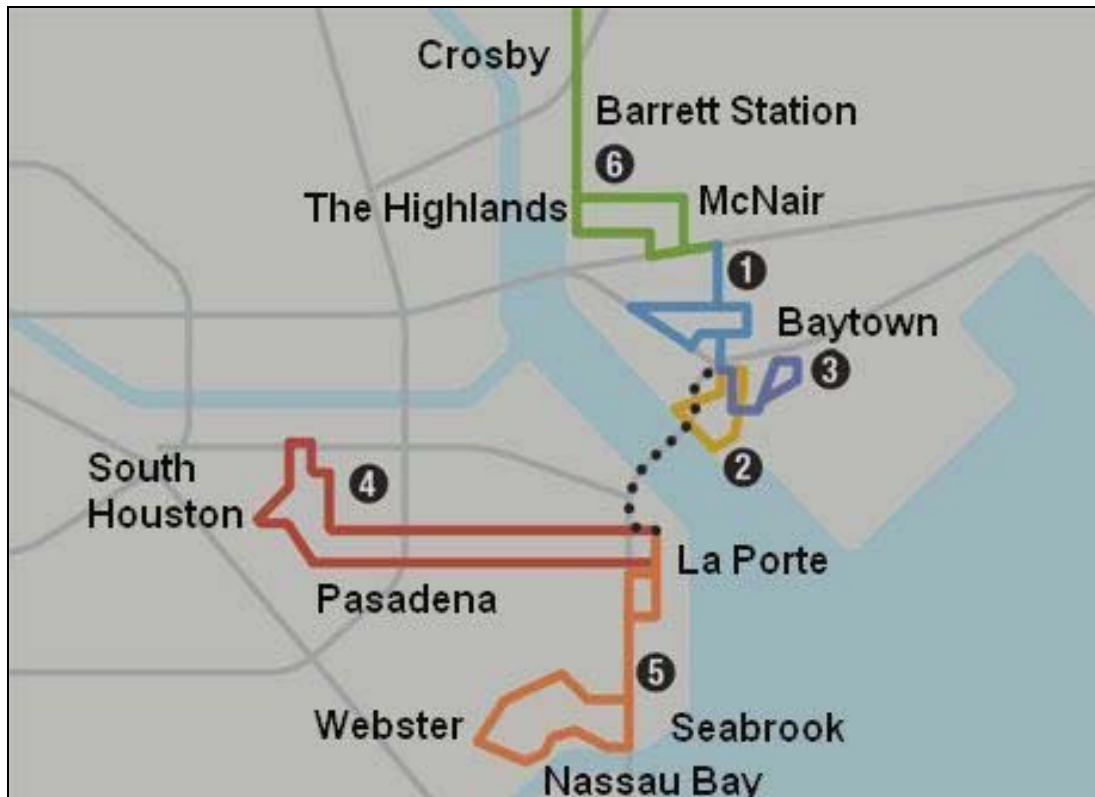 Crosby
Barrett Station
6
The Highlands
McNair
1
Baytown
3
2
South
Houston
4
La Porte
Pasadena
5
Webster
Seabrook
Nassau Bay